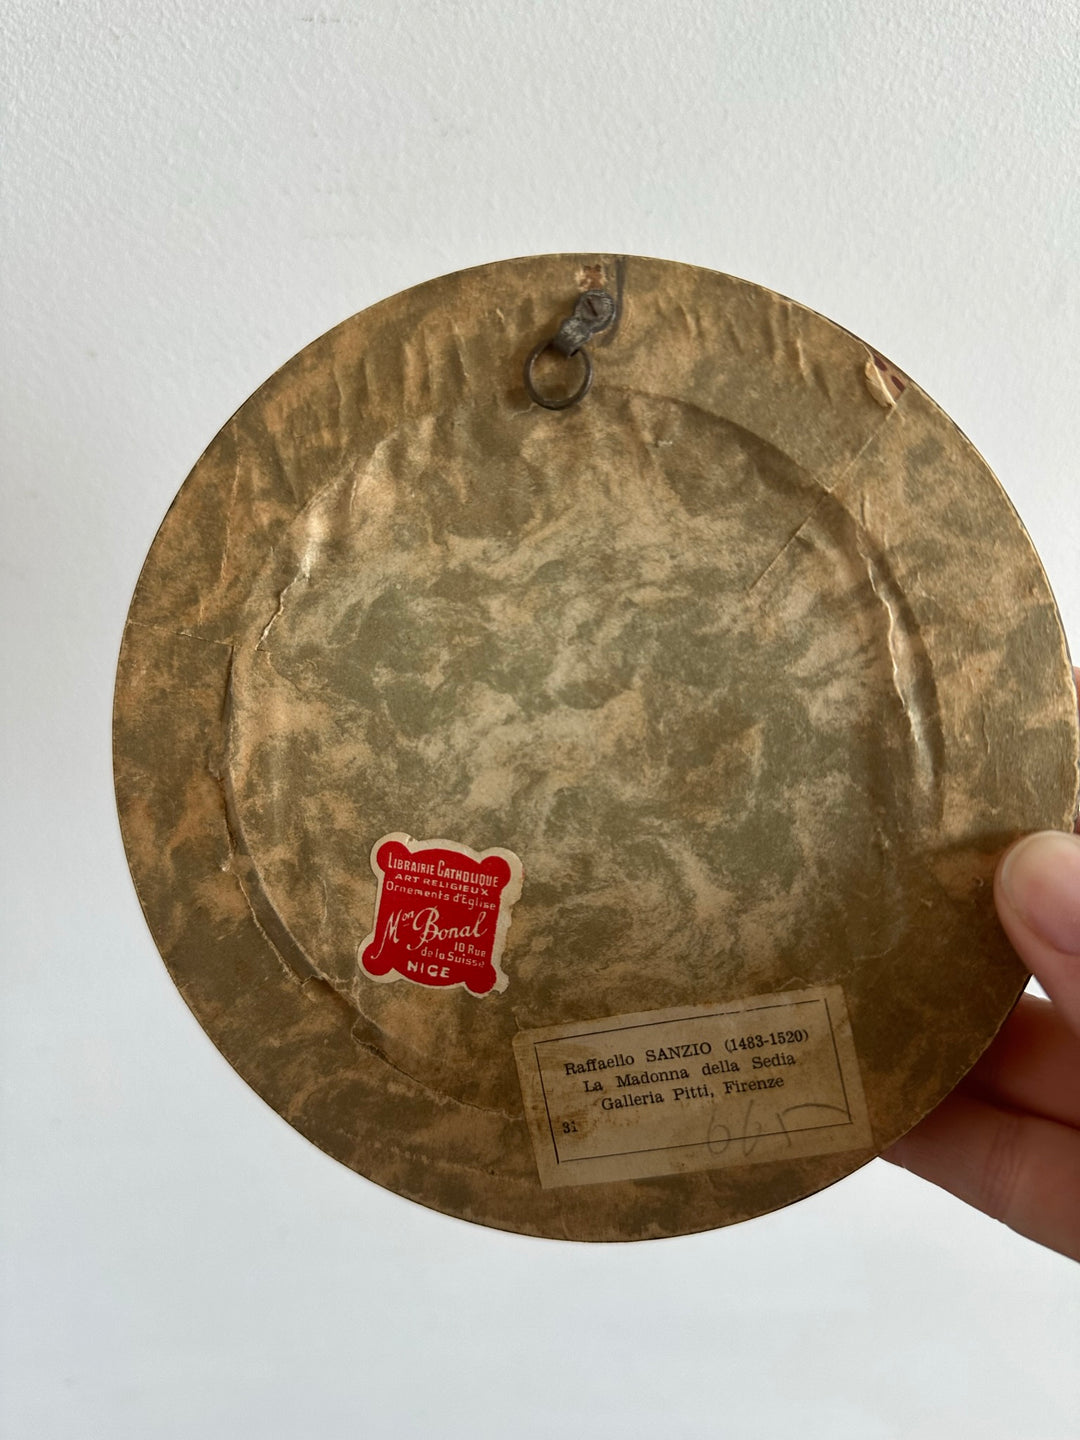 LIBRAIRIE CATHOLIQUE
ART RELIGIEUX
Ornements d'Eglise
Mon Bonal
10 Rue
de la Suisse
NICE
Raffaello SANZIO (1483-1520)
La Madonna della Sedia
Galleria Pitti, Firenze
31